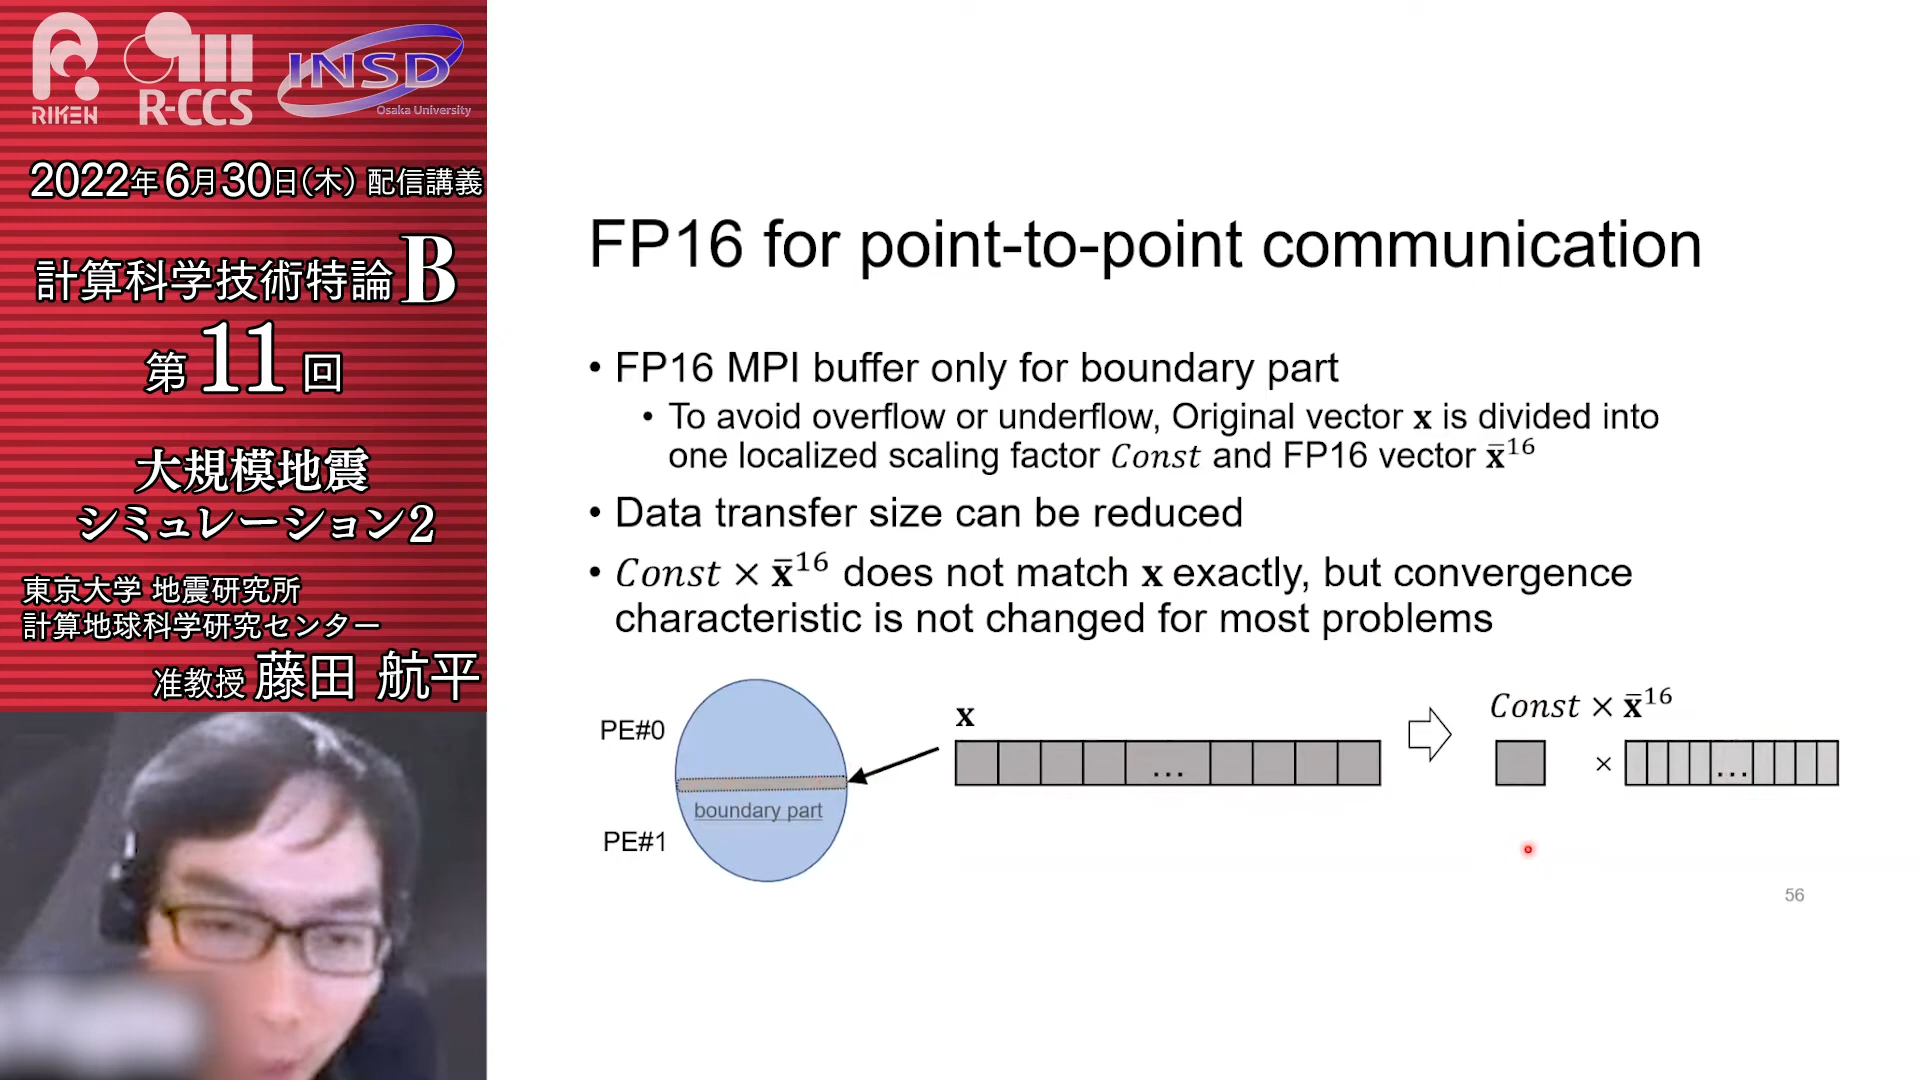 RIKEN
R-CCS
INSD
Osaka University
2022年6月30日(木) 配信講義
計算科学技術特論B
第11回
大規模地震
シミュレーション2
東京大学 地震研究所
計算地球科学研究センター
准教授 藤田 航平
FP16 for point-to-point communication
• FP16 MPI buffer only for boundary part
• To avoid overflow or underflow, Original vector x is divided into
one localized scaling factor Const and FP16 vector x̄¹⁶
• Data transfer size can be reduced
• Const × x̄¹⁶ does not match x exactly, but convergence
characteristic is not changed for most problems
PE#0
boundary part
PE#1
x
...
Const × x̄¹⁶
×
...
56